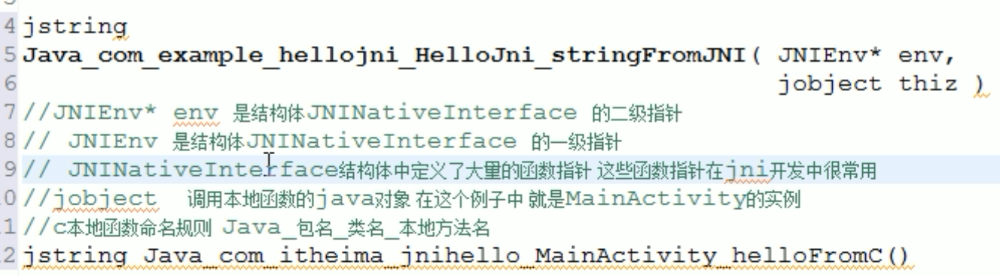 4 jstring
5 Java_com_example_hellojni_HelloJni_stringFromJNI( JNIEnv* env,
6 jobject thiz )
7 //JNIEnv* env 是结构体JNINativeInterface 的二级指针
8 // JNIEnv 是结构体JNINativeInterface 的一级指针
9 // JNINativeInterface结构体中定义了大量的函数指针 这些函数指针在jni开发中很常用
0 //jobject 调用本地函数的java对象 在这个例子中 就是MainActivity的实例
1 //c本地函数命名规则 Java_包名_类名_本地方法名
2 jstring Java_com_itheima_jnihello_MainActivity_helloFromC()